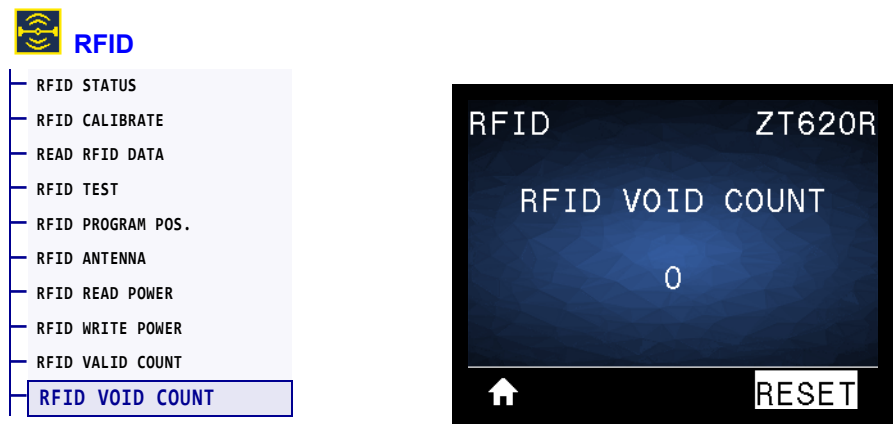 RFID
RFID STATUS
RFID CALIBRATE
READ RFID DATA
RFID TEST
RFID PROGRAM POS.
RFID ANTENNA
RFID READ POWER
RFID WRITE POWER
RFID VALID COUNT
RFID VOID COUNT
RFID ZT620R
RFID VOID COUNT
0
RESET